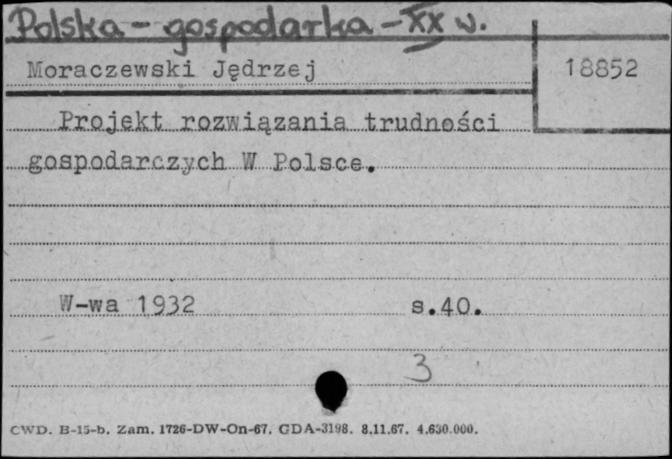 Polska - gospodarka - XX w.
Moraczewski Jędrzej 18852
Projekt rozwiązania trudności
gospodarczych W Polsce.
W-wa 1932 s.40.
3
CWD. B-15-b. Zam. 1726-DW-On-67. GDA-3198. 8.11.67. 4.630.000.